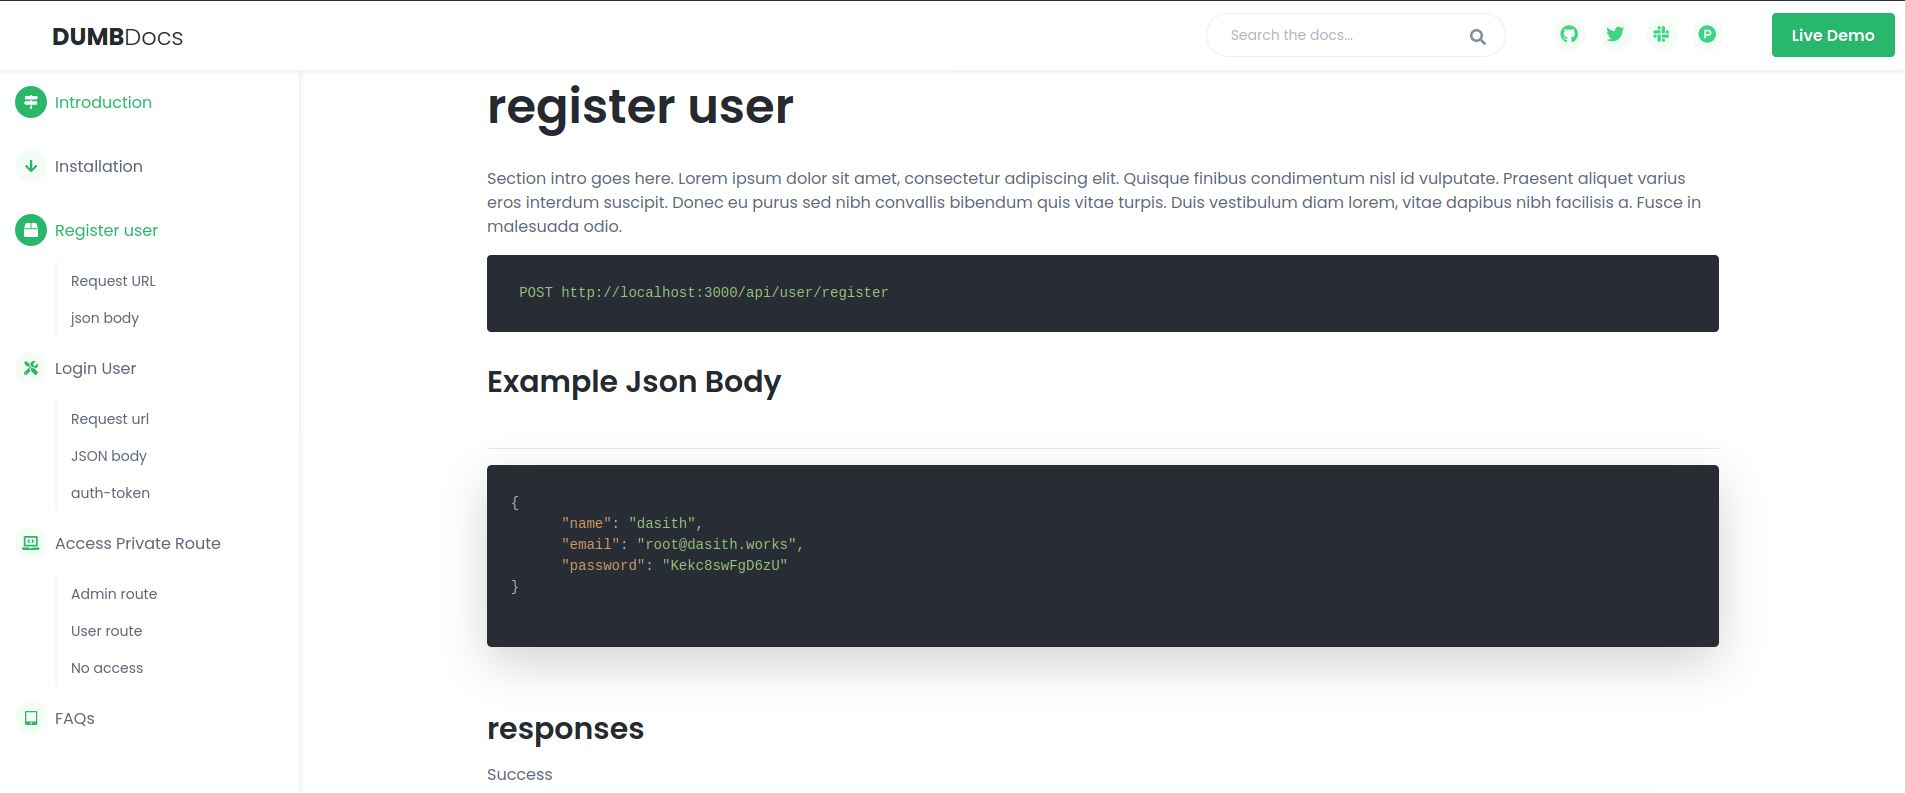 DUMBDocs
Search the docs...
Live Demo
Introduction
Installation
Register user
Request URL
json body
Login User
Request url
JSON body
auth-token
Access Private Route
Admin route
User route
No access
FAQs
register user
Section intro goes here. Lorem ipsum dolor sit amet, consectetur adipiscing elit. Quisque finibus condimentum nisl id vulputate. Praesent aliquet varius
eros interdum suscipit. Donec eu purus sed nibh convallis bibendum quis vitae turpis. Duis vestibulum diam lorem, vitae dapibus nibh facilisis a. Fusce in
malesuada odio.
POST http://localhost:3000/api/user/register
Example Json Body
{
"name": "dasith",
"email": "root@dasith.works",
"password": "Kekc8swFgD6zU"
}
responses
Success